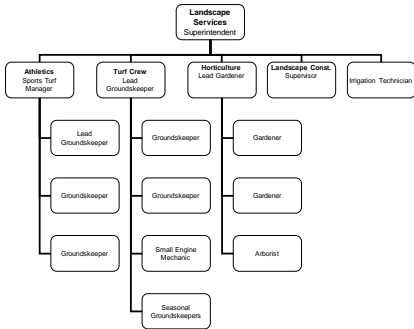 Landscape
Services
Superintendent
Athletics
Sports Turf
Manager
Turf Crew
Lead
Groundskeeper
Horticulture
Lead Gardener
Landscape Const.
Supervisor
Irrigation Technician
Lead
Groundskeeper
Groundskeeper
Gardener
Groundskeeper
Groundskeeper
Gardener
Groundskeeper
Small Engine
Mechanic
Arborist
Seasonal
Groundskeepers